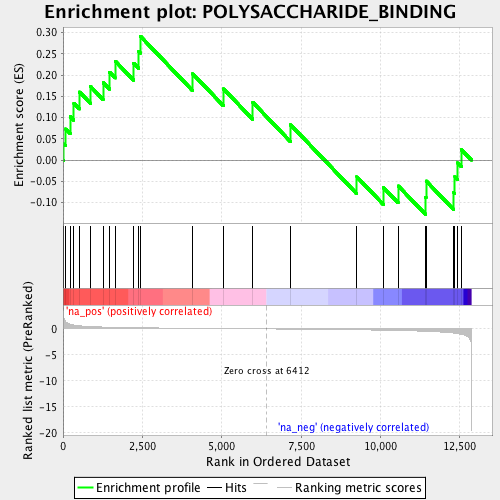 Enrichment plot: POLYSACCHARIDE_BINDING
Enrichment score (ES)
0.30
0.25
0.20
0.15
0.10
0.05
0.00
-0.05
-0.10
'na_pos' (positively correlated)
Ranked list metric (PreRanked)
0
-5
-10
-15
-20
Zero cross at 6412
'na_neg' (negatively correlated)
0
2,500
5,000
7,500
10,000
12,500
Rank in Ordered Dataset
Enrichment profile
Hits
Ranking metric scores